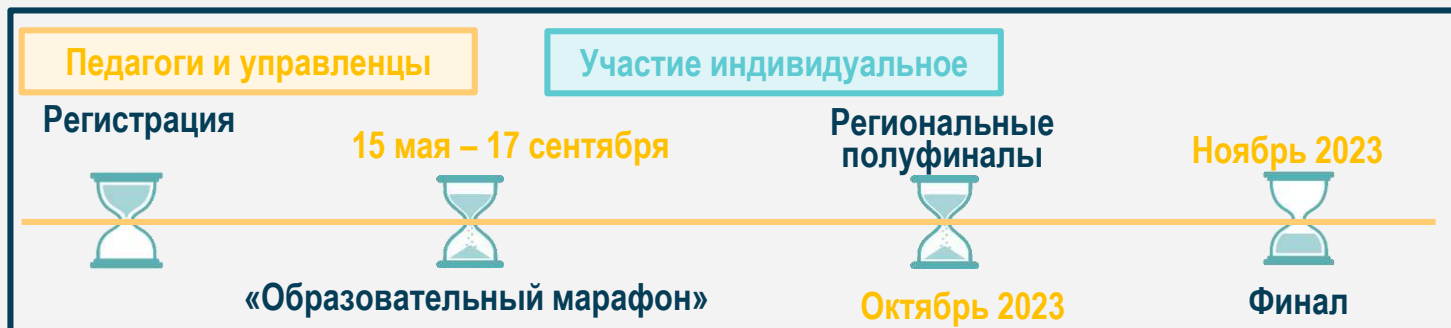 Педагоги и управленцы
Участие индивидуальное
Регистрация
15 мая – 17 сентября
Региональные
полуфиналы
Ноябрь 2023
«Образовательный марафон»
Октябрь 2023
Финал